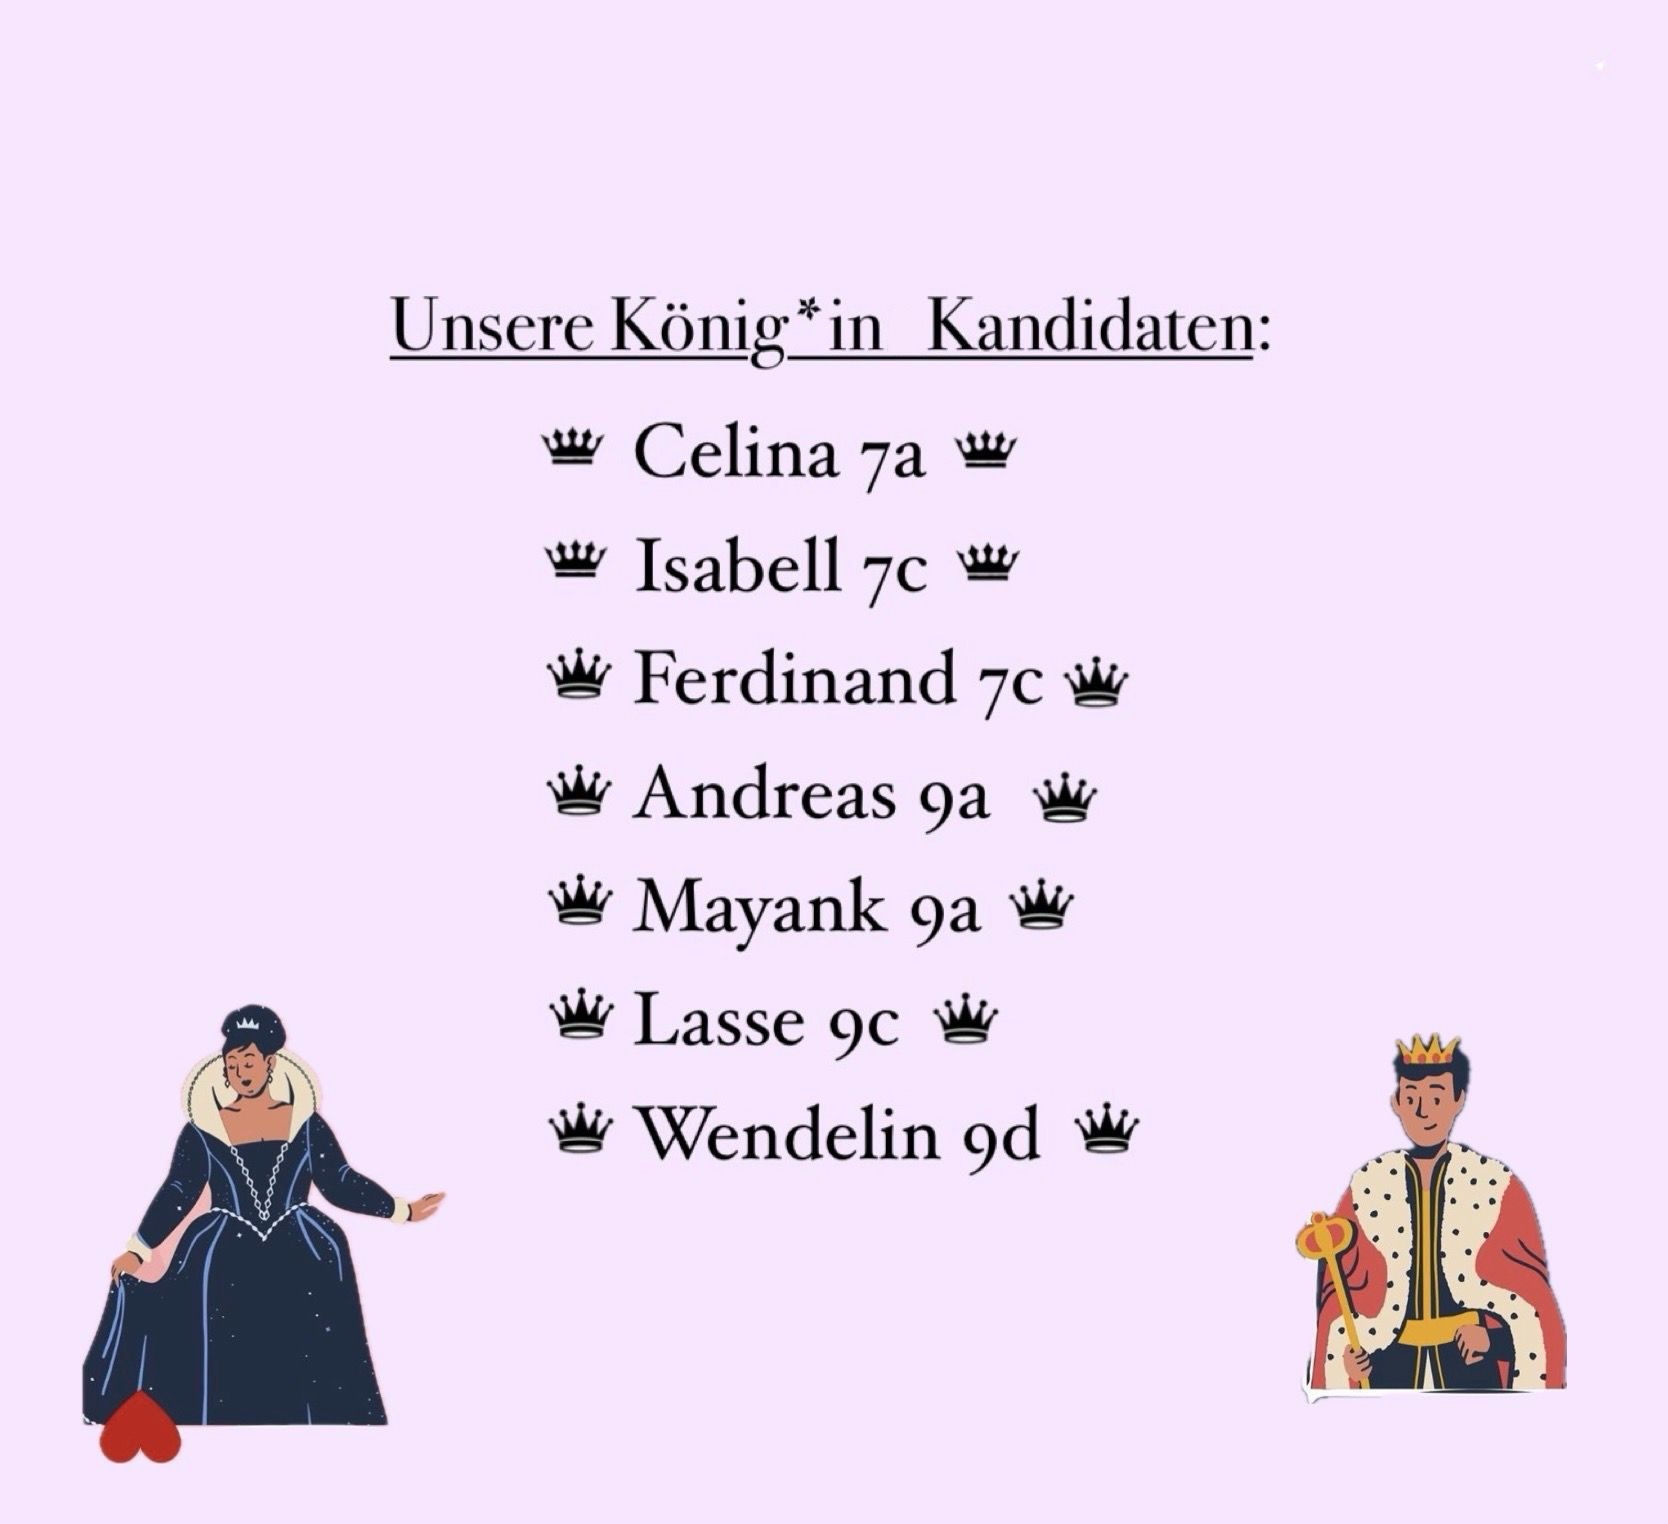 Unsere König*in Kandidaten:
♛ Celina 7a ♛
♛ Isabell 7c ♛
♛ Ferdinand 7c ♛
♛ Andreas 9a ♛
♛ Mayank 9a ♛
♛ Lasse 9c ♛
♛ Wendelin 9d ♛